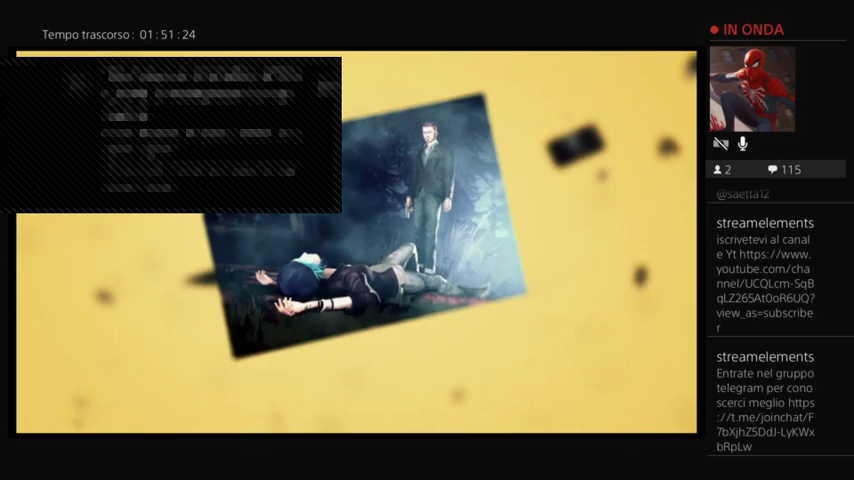 Tempo trascorso: 01:51:24
IN ONDA
2
115
@saetta12
streamelements
iscrivetevi al canal
e Yt https://www.
youtube.com/cha
nnel/UCQLcm-SqB
qLZ265At0oR6UQ?
view_as=subscribe
r
streamelements
Entrate nel gruppo
telegram per cono
scerci meglio https
://t.me/joinchat/F
7bXjhZ5DdJ-LyKWx
bRpLw